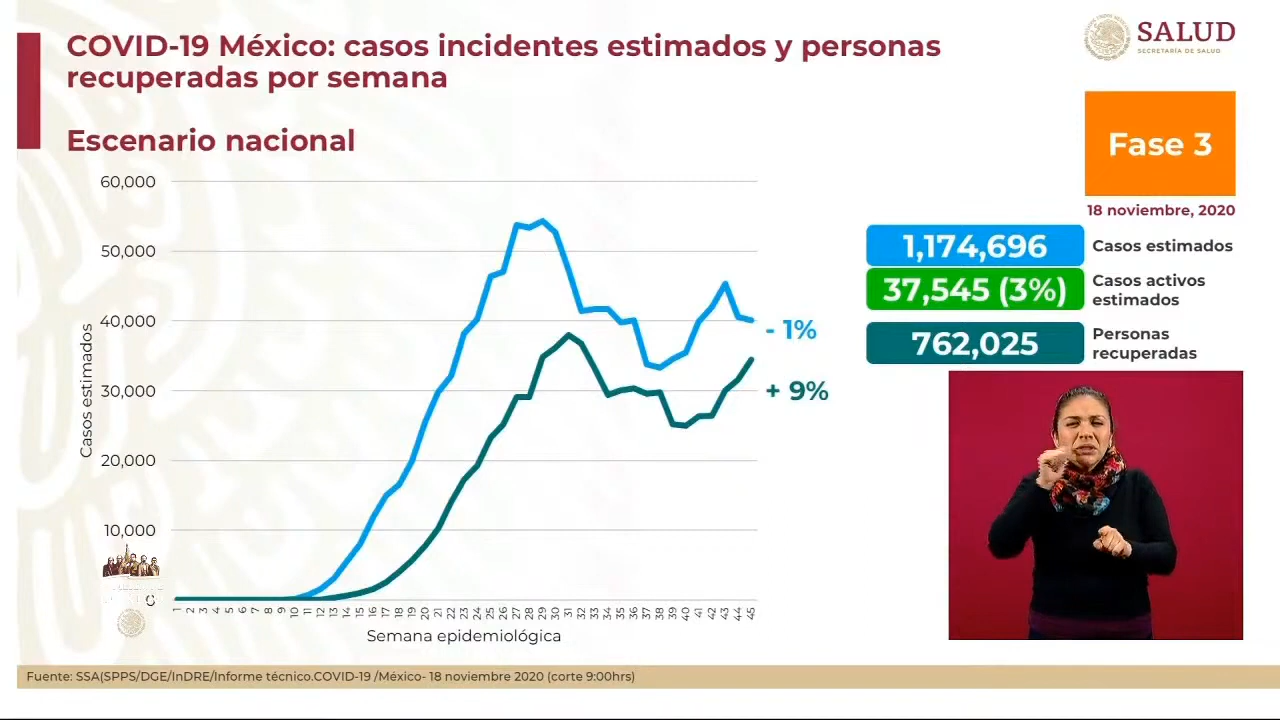 COVID-19 México: casos incidentes estimados y personas
recuperadas por semana
Escenario nacional
SALUD
SECRETARÍA DE SALUD
Fase 3
18 noviembre, 2020
1,174,696 Casos estimados
37,545 (3%) Casos activos
estimados
762,025 Personas
recuperadas
Casos estimados
60,000
50,000
40,000
30,000
20,000
10,000
0
- 1%
+ 9%
1 2 3 4 5 6 7 8 9 10 11 12 13 14 15 16 17 18 19 20 21 22 23 24 25 26 27 28 29 30 31 32 33 34 35 36 37 38 39 40 41 42 43 44 45
Semana epidemiológica
Fuente: SSA(SPPS/DGE/InDRE/Informe técnico.COVID-19 /México- 18 noviembre 2020 (corte 9:00hrs)